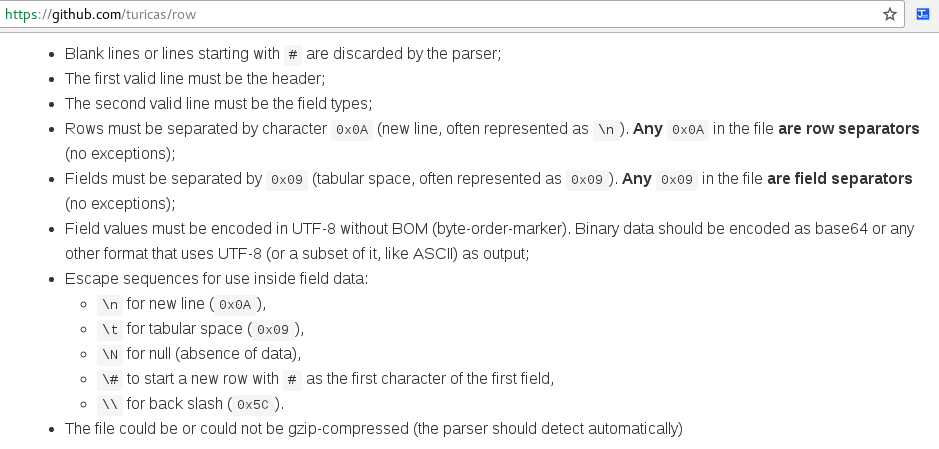 https://github.com/turicas/row
Blank lines or lines starting with # are discarded by the parser;
The first valid line must be the header;
The second valid line must be the field types;
Rows must be separated by character 0x0A (new line, often represented as \n ). Any 0x0A in the file are row separators
(no exceptions);
Fields must be separated by 0x09 (tabular space, often represented as 0x09 ). Any 0x09 in the file are field separators
(no exceptions);
Field values must be encoded in UTF-8 without BOM (byte-order-marker). Binary data should be encoded as base64 or any
other format that uses UTF-8 (or a subset of it, like ASCII) as output;
Escape sequences for use inside field data:
\n for new line ( 0x0A ),
\t for tabular space ( 0x09 ),
\N for null (absence of data),
\# to start a new row with # as the first character of the first field,
\\ for back slash ( 0x5C ).
The file could be or could not be gzip-compressed (the parser should detect automatically)